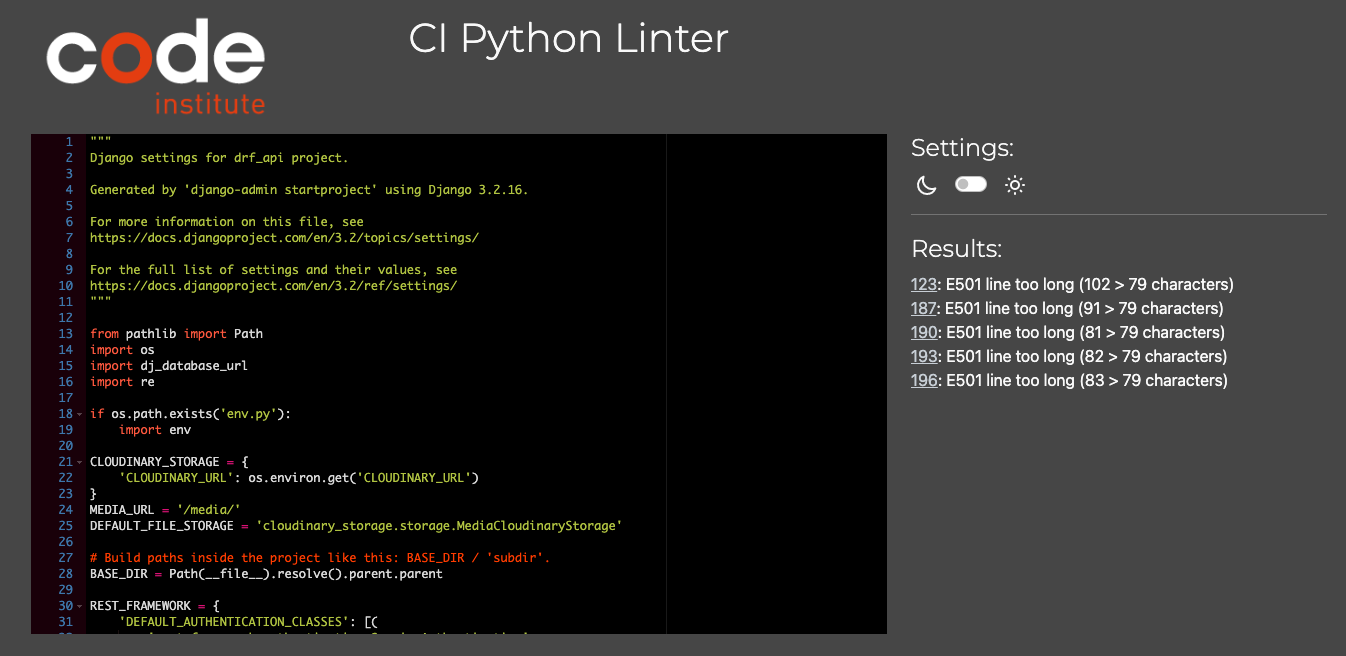 code
institute
CI Python Linter
1 """
2 Django settings for drf_api project.
3
4 Generated by 'django-admin startproject' using Django 3.2.16.
5
6 For more information on this file, see
7 https://docs.djangoproject.com/en/3.2/topics/settings/
8
9 For the full list of settings and their values, see
10 https://docs.djangoproject.com/en/3.2/ref/settings/
11 """
12
13 from pathlib import Path
14 import os
15 import dj_database_url
16 import re
17
18 if os.path.exists('env.py'):
19     import env
20
21 CLOUDINARY_STORAGE = {
22     'CLOUDINARY_URL': os.environ.get('CLOUDINARY_URL')
23 }
24 MEDIA_URL = '/media/'
25 DEFAULT_FILE_STORAGE = 'cloudinary_storage.storage.MediaCloudinaryStorage'
26
27 # Build paths inside the project like this: BASE_DIR / 'subdir'.
28 BASE_DIR = Path(__file__).resolve().parent.parent
29
30 REST_FRAMEWORK = {
31     'DEFAULT_AUTHENTICATION_CLASSES': [(
Settings:
Results:
123: E501 line too long (102 > 79 characters)
187: E501 line too long (91 > 79 characters)
190: E501 line too long (81 > 79 characters)
193: E501 line too long (82 > 79 characters)
196: E501 line too long (83 > 79 characters)